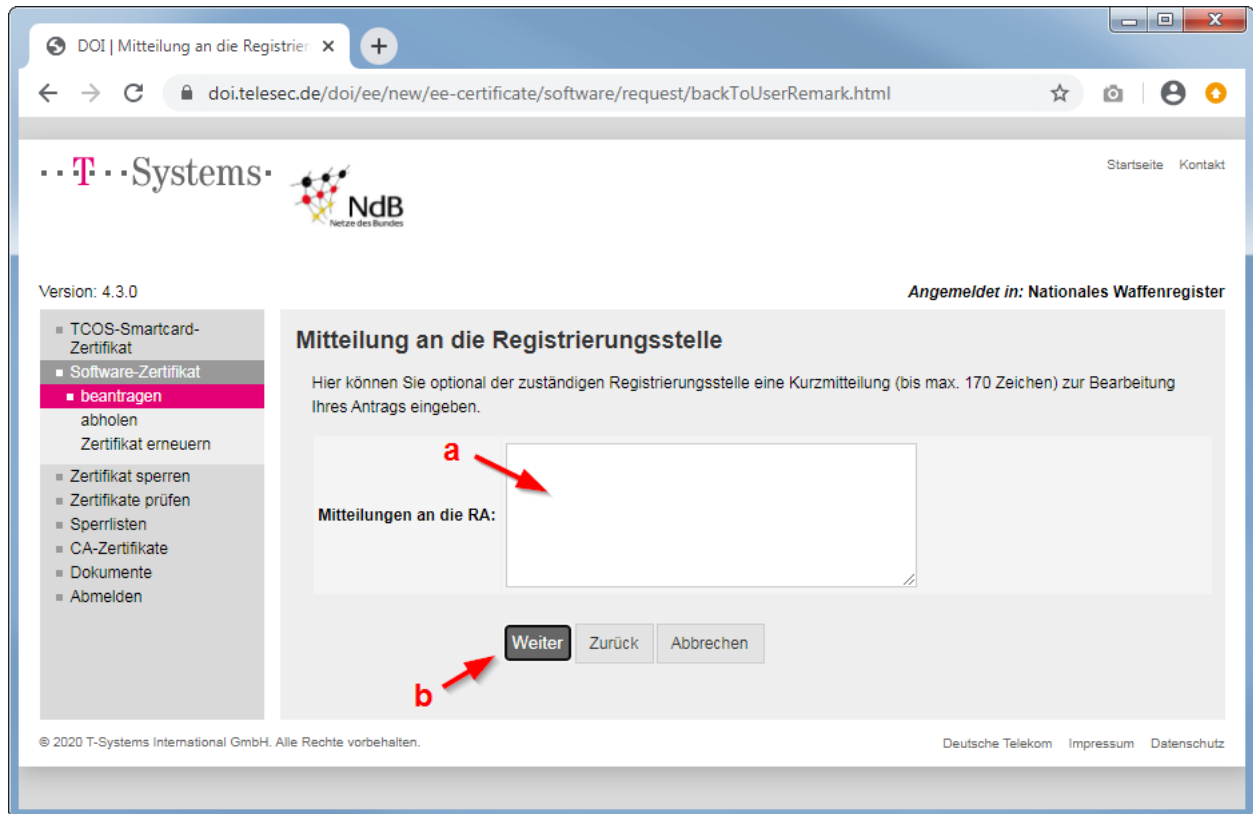 DOI | Mitteilung an die Registrier
doi.telesec.de/doi/ee/new/ee-certificate/software/request/backToUserRemark.html
··T··Systems·
NdB
Netze des Bundes
Startseite Kontakt
Version: 4.3.0
Angemeldet in: Nationales Waffenregister
TCOS-Smartcard-
Zertifikat
Software-Zertifikat
beantragen
abholen
Zertifikat erneuern
Zertifikat sperren
Zertifikate prüfen
Sperrlisten
CA-Zertifikate
Dokumente
Abmelden
Mitteilung an die Registrierungsstelle
Hier können Sie optional der zuständigen Registrierungsstelle eine Kurzmitteilung (bis max. 170 Zeichen) zur Bearbeitung
Ihres Antrags eingeben.
a
Mitteilungen an die RA:
Weiter Zurück Abbrechen
b
© 2020 T-Systems International GmbH. Alle Rechte vorbehalten.
Deutsche Telekom Impressum Datenschutz